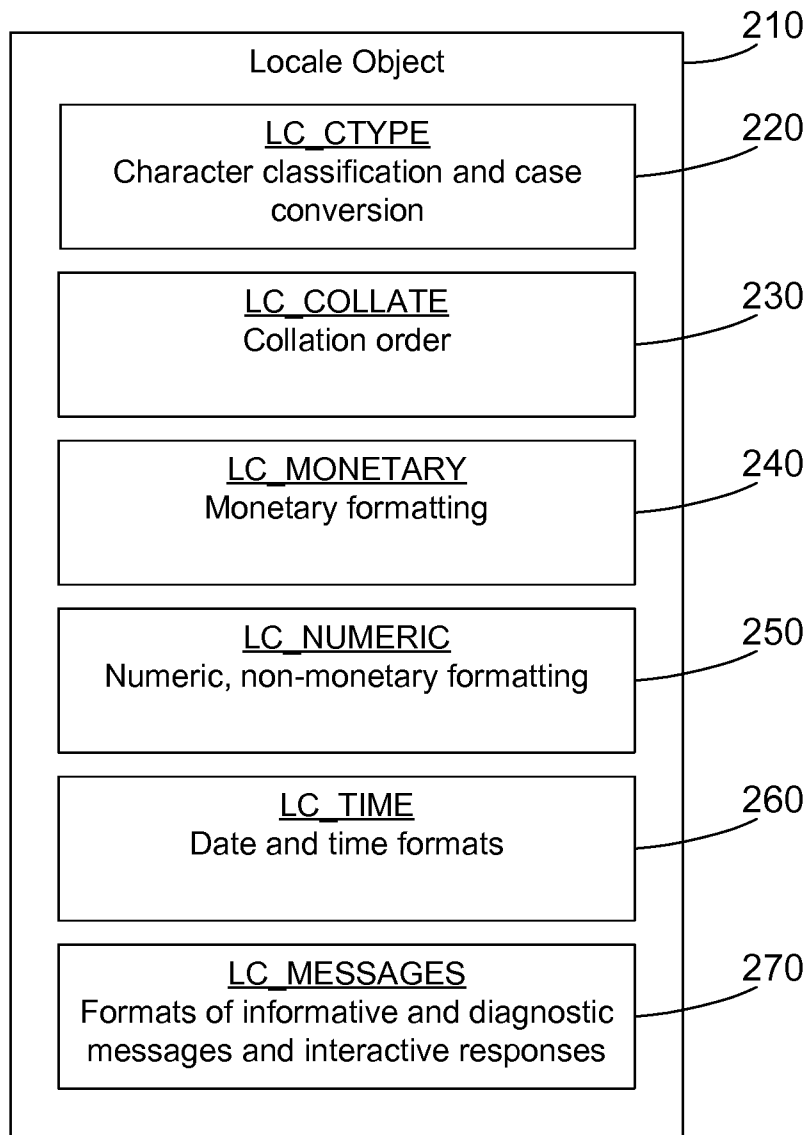 210
Locale Object
LC_CTYPE
220
Character classification and case
conversion
LC_COLLATE
230
Collation order
LC_MONETARY
240
Monetary formatting
LC_NUMERIC
250
Numeric, non-monetary formatting
LC_TIME
260
Date and time formats
LC_MESSAGES
270
Formats of informative and diagnostic
messages and interactive responses